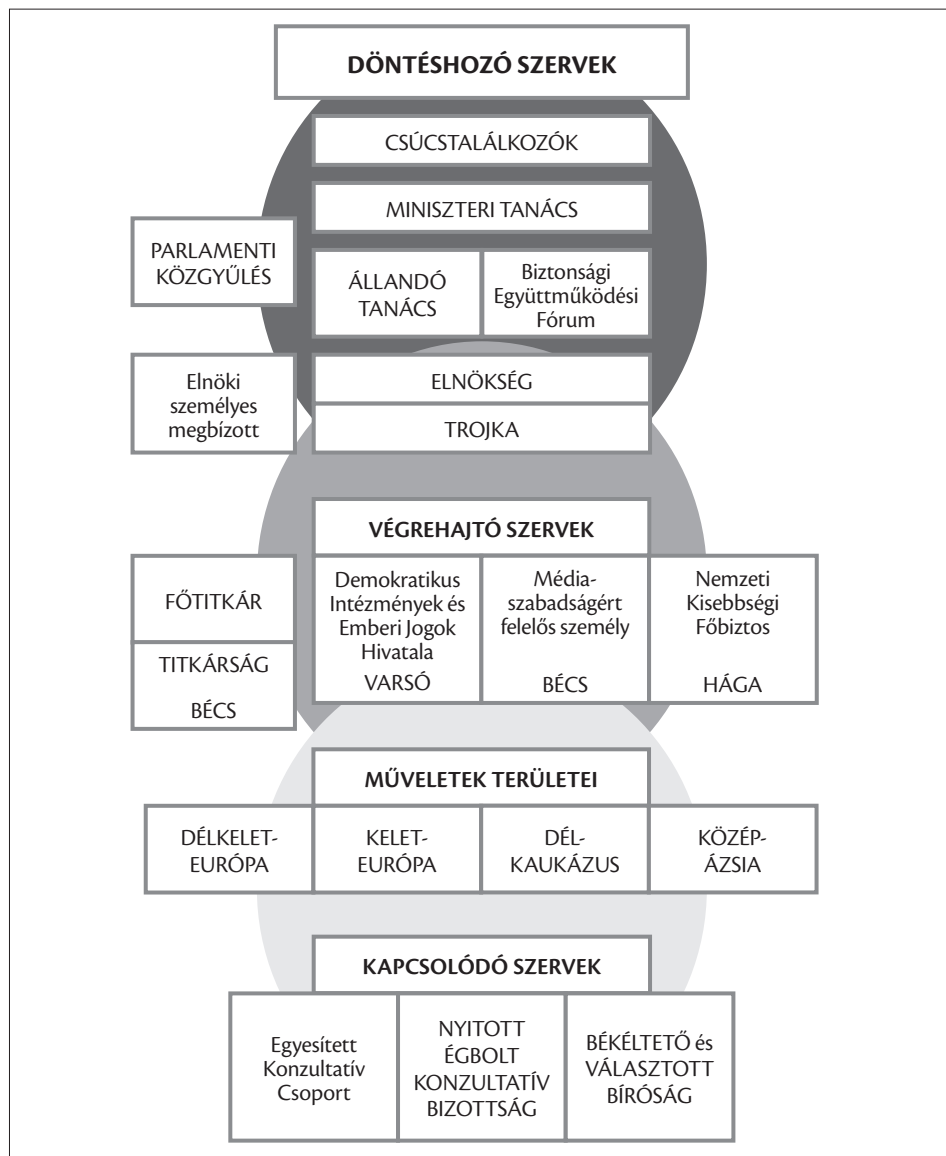 DÖNTÉSHOZÓ SZERVEK
CSÚCSTALÁLKOZÓK
MINISZTERI TANÁCS
PARLAMENTI
KÖZGYŰLÉS
ÁLLANDÓ
TANÁCS
Biztonsági
Együttműködési
Fórum
Elnöki
személyes
megbízott
ELNÖKSÉG
TROJKA
VÉGREHAJTÓ SZERVEK
FŐTITKÁR
TITKÁRSÁG
BÉCS
Demokratikus
Intézmények és
Emberi Jogok
Hivatala
VARSÓ
Média-
szabadságért
felelős személy
BÉCS
Nemzeti
Kisebbségi
Főbiztos
HÁGA
MŰVELETEK TERÜLETEI
DÉLKELET-
EURÓPA
KELET-
EURÓPA
DÉL-
KAUKÁZUS
KÖZÉP-
ÁZSIA
KAPCSOLÓDÓ SZERVEK
Egyesített
Konzultatív
Csoport
NYITOTT
ÉGBOLT
KONZULTATÍV
BIZOTTSÁG
BÉKÉLTETŐ és
VÁLASZTOTT
BÍRÓSÁG